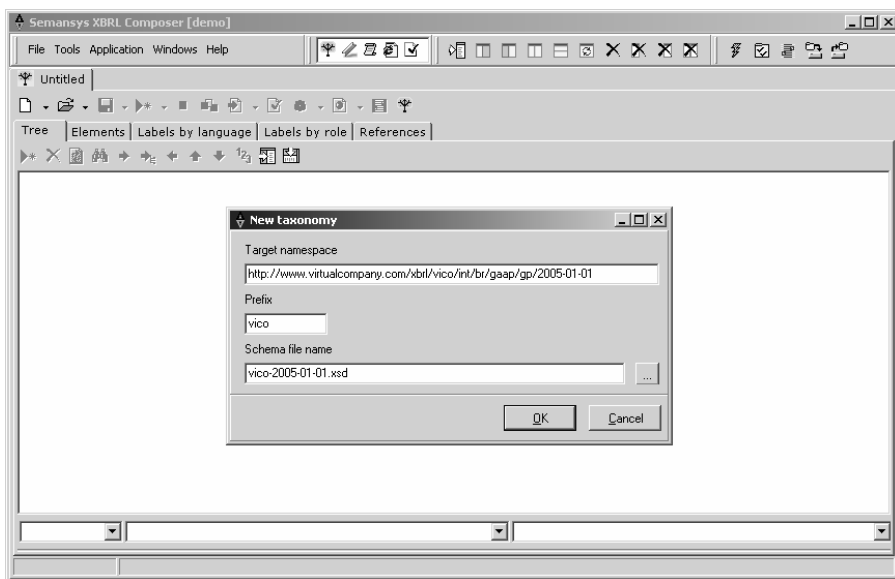 Semansys XBRL Composer [demo]
File Tools Application Windows Help
Untitled
Tree Elements Labels by language Labels by role References
New taxonomy
Target namespace
http://www.virtualcompany.com/xbrl/vico/int/br/gaap/gp/2005-01-01
Prefix
vico
Schema file name
vico-2005-01-01.xsd
...
OK Cancel